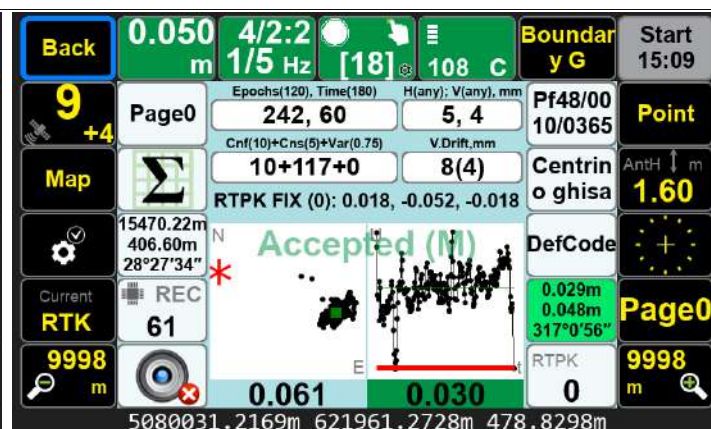 Back
0.050
m
4/2:2
1/5 Hz
[18]
108 C
Boundar
y G
Start
15:09
9
+4
Page0
Epochs(120), Time(180)
242, 60
H(any); V(any), mm
5, 4
Pf48/00
10/0365
Point
Map
Σ
Cnf(10)+Cns(5)+Var(0.75)
10+117+0
V.Drift,mm
8(4)
Centrin
o ghisa
AntH m
1.60
RTPK FIX (0): 0.018, -0.052, -0.018
15470.22m
406.60m
28°27'34"
N
Accepted (M)
DefCode
Current
RTK
REC
61
0.029m
0.048m
317°0'56"
Page0
E
t
9998
m
0.061
0.030
RTPK
0
9998
m
5080031.2169m 621961.2728m 478.8298m